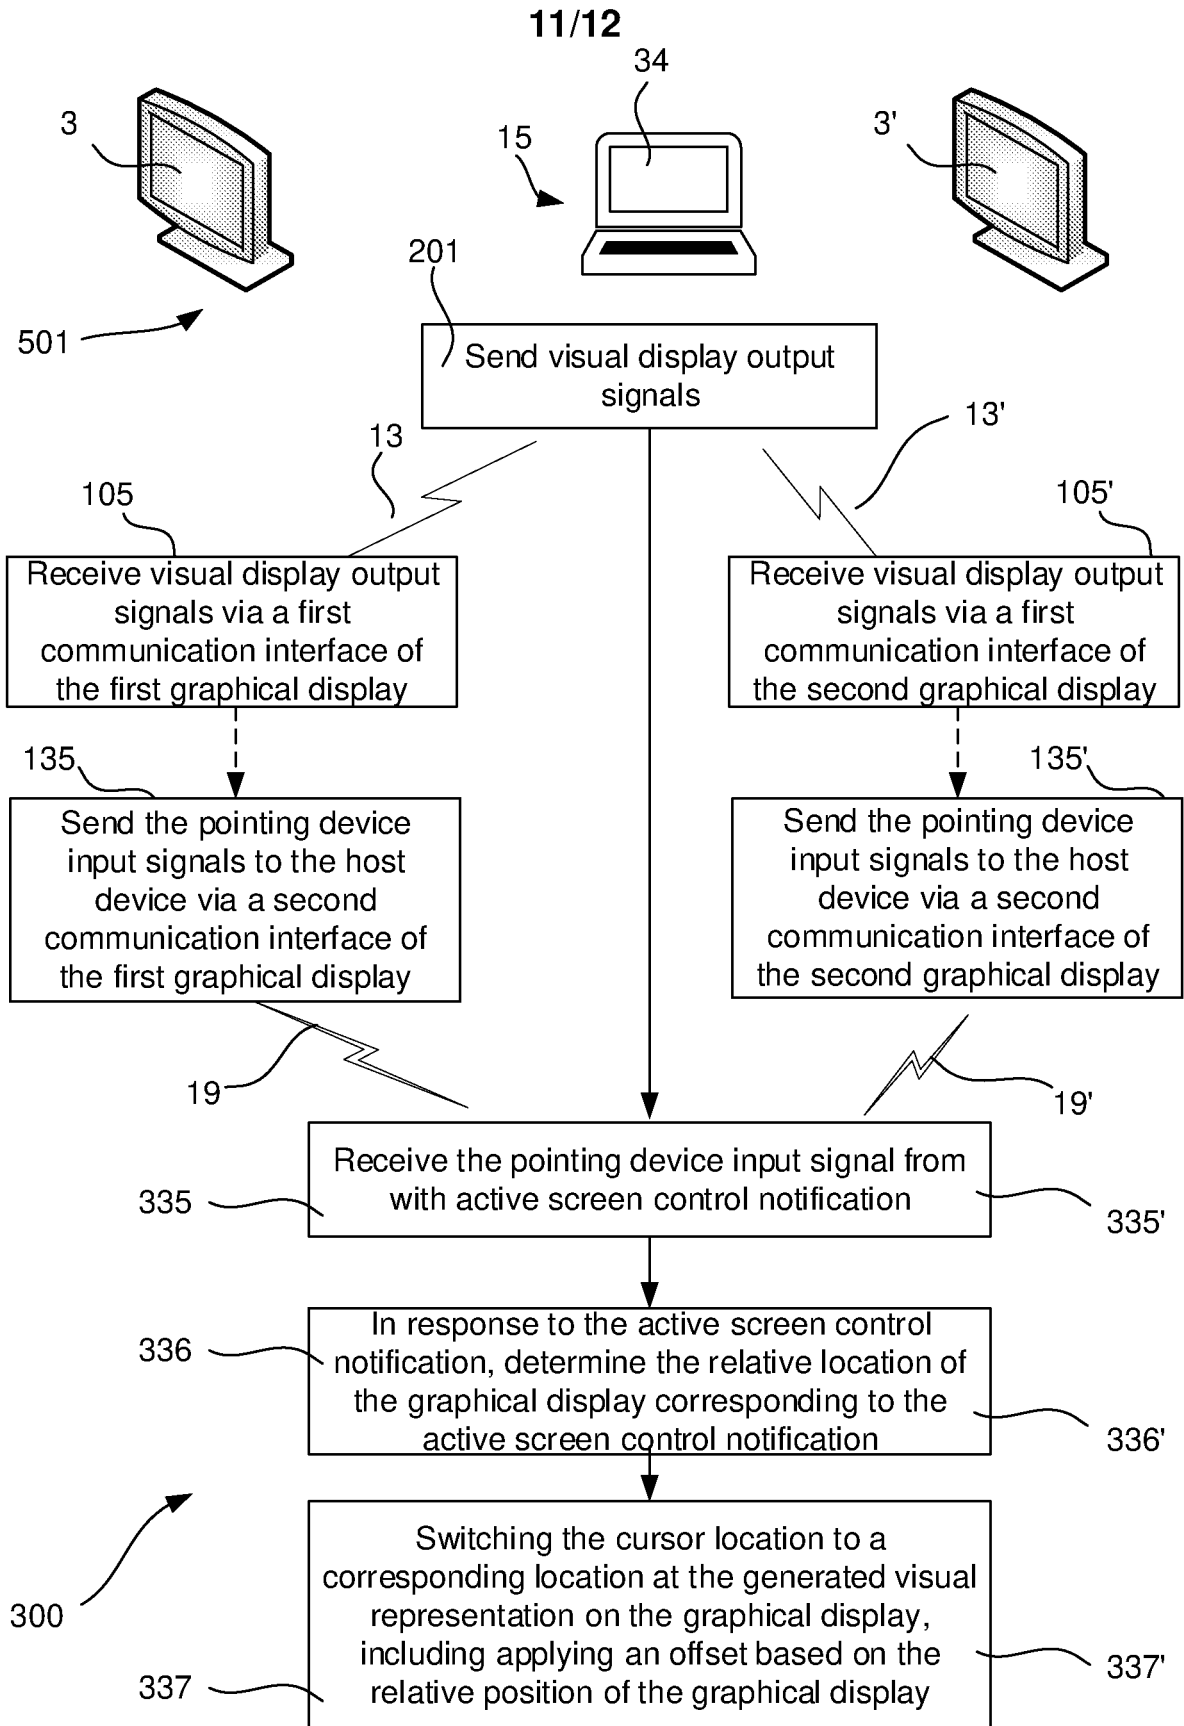 11/12
34
3
15
3'
201
501
Send visual display output
signals
13'
13
105
105'
Receive visual display output
signals via a first
communication interface of
the first graphical display
Receive visual display output
signals via a first
communication interface of
the second graphical display
135
135'
Send the pointing device
input signals to the host
device via a second
communication interface of
the first graphical display
Send the pointing device
input signals to the host
device via a second
communication interface of
the second graphical display
19
19'
Receive the pointing device input signal from
with active screen control notification
335
335'
In response to the active screen control
notification, determine the relative location of
the graphical display corresponding to the
active screen control notification
336
336'
Switching the cursor location to a
corresponding location at the generated visual
representation on the graphical display,
including applying an offset based on the
relative position of the graphical display
300
337
337'